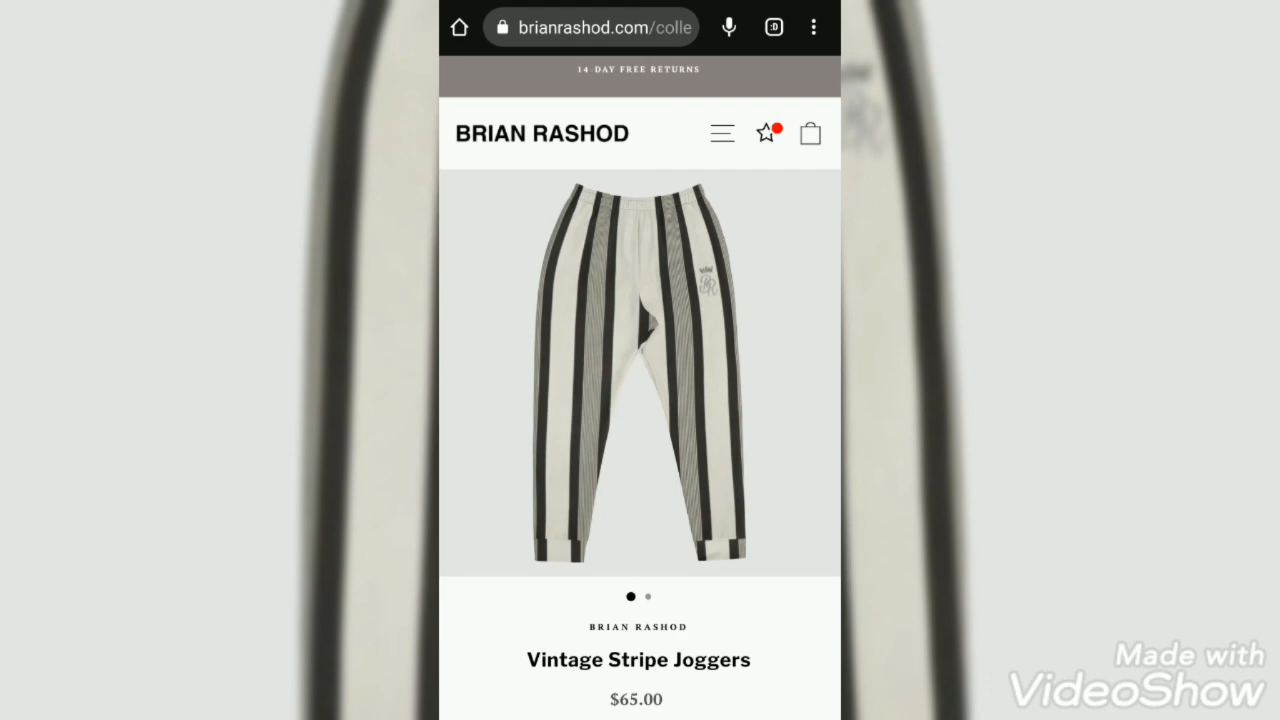 brianrashod.com/colle
:D
14-DAY FREE RETURNS
BRIAN RASHOD
BR
BRIAN RASHOD
Vintage Stripe Joggers
$65.00
Made with
VideoShow